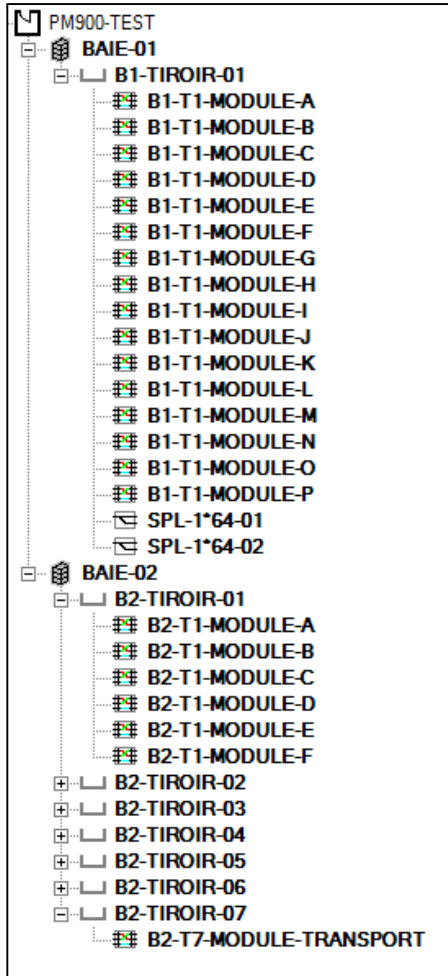 PM900-TEST
BAIE-01
B1-TIROIR-01
B1-T1-MODULE-A
B1-T1-MODULE-B
B1-T1-MODULE-C
B1-T1-MODULE-D
B1-T1-MODULE-E
B1-T1-MODULE-F
B1-T1-MODULE-G
B1-T1-MODULE-H
B1-T1-MODULE-I
B1-T1-MODULE-J
B1-T1-MODULE-K
B1-T1-MODULE-L
B1-T1-MODULE-M
B1-T1-MODULE-N
B1-T1-MODULE-O
B1-T1-MODULE-P
SPL-1*64-01
SPL-1*64-02
BAIE-02
B2-TIROIR-01
B2-T1-MODULE-A
B2-T1-MODULE-B
B2-T1-MODULE-C
B2-T1-MODULE-D
B2-T1-MODULE-E
B2-T1-MODULE-F
B2-TIROIR-02
B2-TIROIR-03
B2-TIROIR-04
B2-TIROIR-05
B2-TIROIR-06
B2-TIROIR-07
B2-T7-MODULE-TRANSPORT